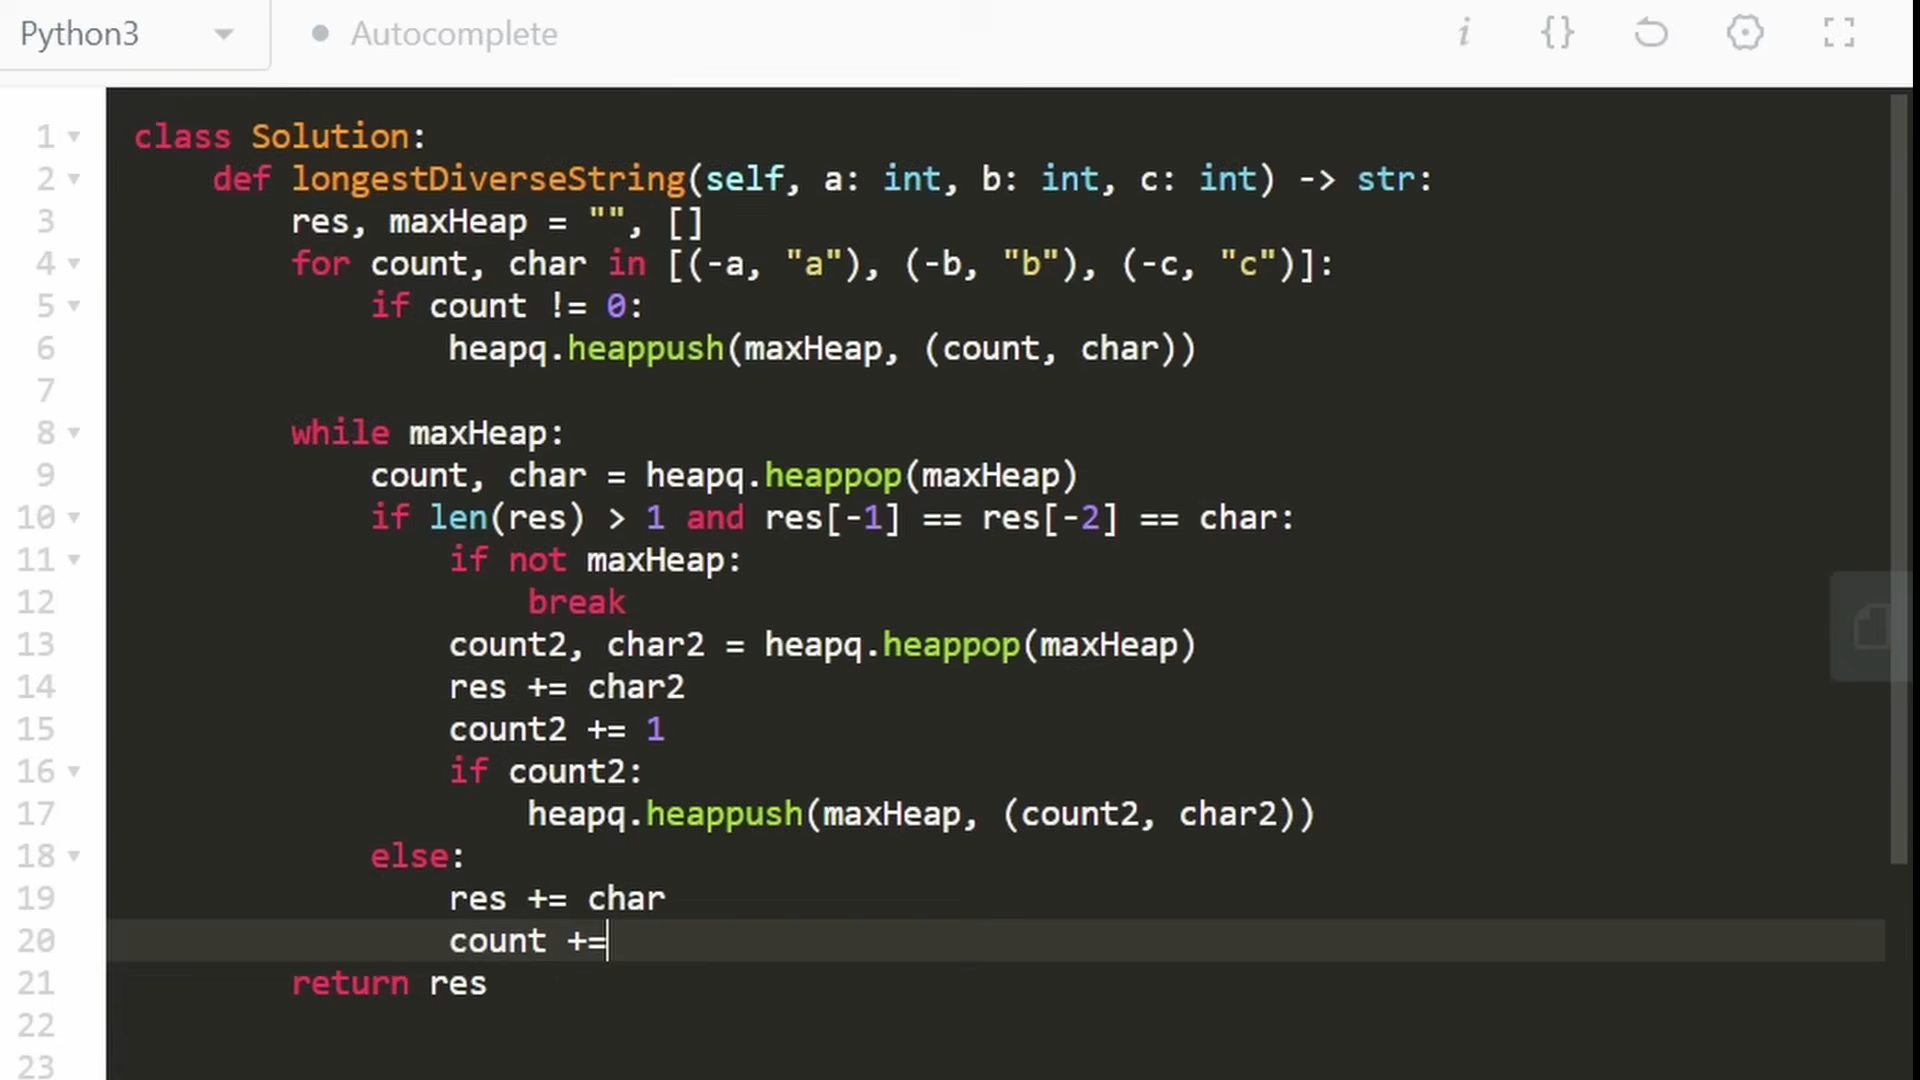 Python3
Autocomplete
i {}
1 class Solution:
2 def longestDiverseString(self, a: int, b: int, c: int) -> str:
3 res, maxHeap = "", []
4 for count, char in [(-a, "a"), (-b, "b"), (-c, "c")]:
5 if count != 0:
6 heapq.heappush(maxHeap, (count, char))
7
8 while maxHeap:
9 count, char = heapq.heappop(maxHeap)
10 if len(res) > 1 and res[-1] == res[-2] == char:
11 if not maxHeap:
12 break
13 count2, char2 = heapq.heappop(maxHeap)
14 res += char2
15 count2 += 1
16 if count2:
17 heapq.heappush(maxHeap, (count2, char2))
18 else:
19 res += char
20 count +=
21 return res
22
23